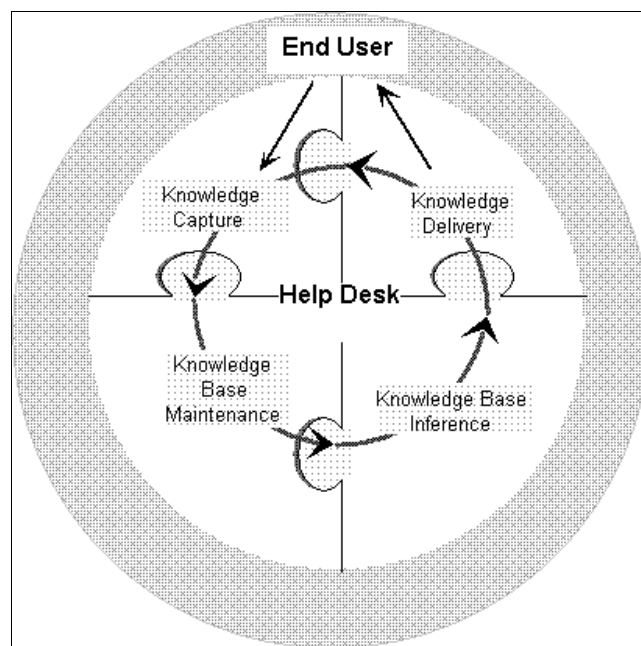 End User
Knowledge
Capture
Knowledge
Delivery
Help Desk
Knowledge
Base
Maintenance
Knowledge Base
Inference